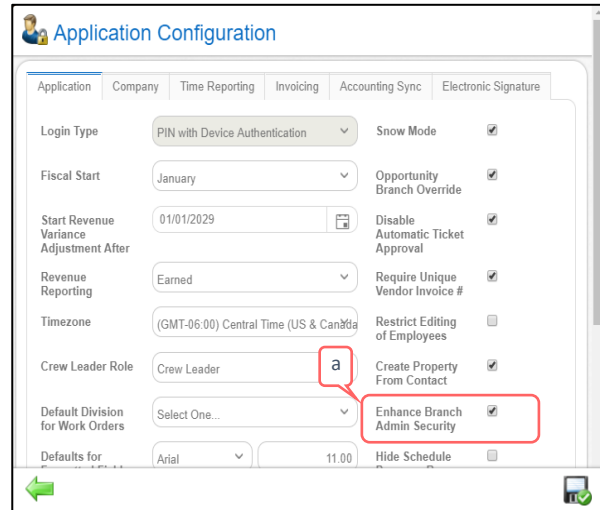 Application Configuration
Application Company Time Reporting Invoicing Accounting Sync Electronic Signature
Login Type
PIN with Device Authentication
Snow Mode
Fiscal Start
January
Opportunity
Branch Override
Start Revenue
Variance
Adjustment After
01/01/2029
Disable
Automatic Ticket
Approval
Revenue
Reporting
Earned
Require Unique
Vendor Invoice #
Timezone
(GMT-06:00) Central Time (US & Canada
Restrict Editing
of Employees
Crew Leader Role
Crew Leader
a
Create Property
From Contact
Default Division
for Work Orders
Select One...
Enhance Branch
Admin Security
Defaults for
Arial
11.00
Hide Schedule